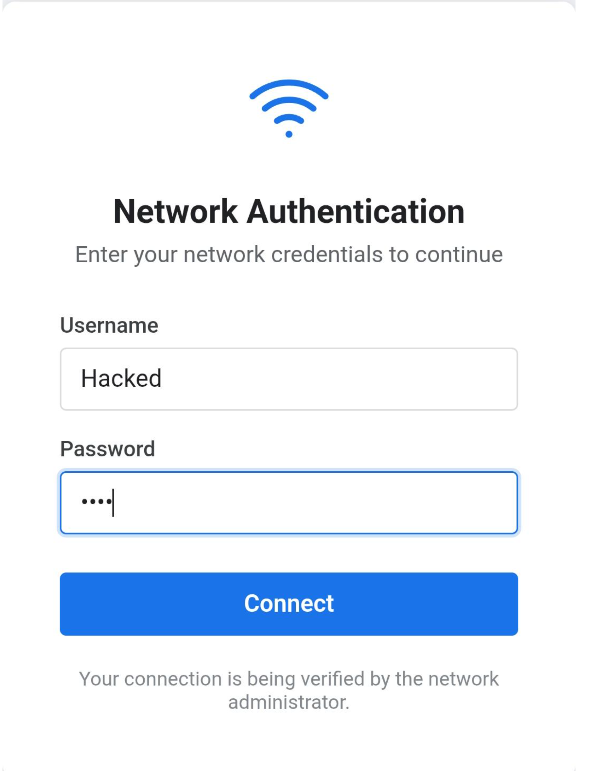 Network Authentication
Enter your network credentials to continue
Username
Hacked
Password
••••
Connect
Your connection is being verified by the network
administrator.